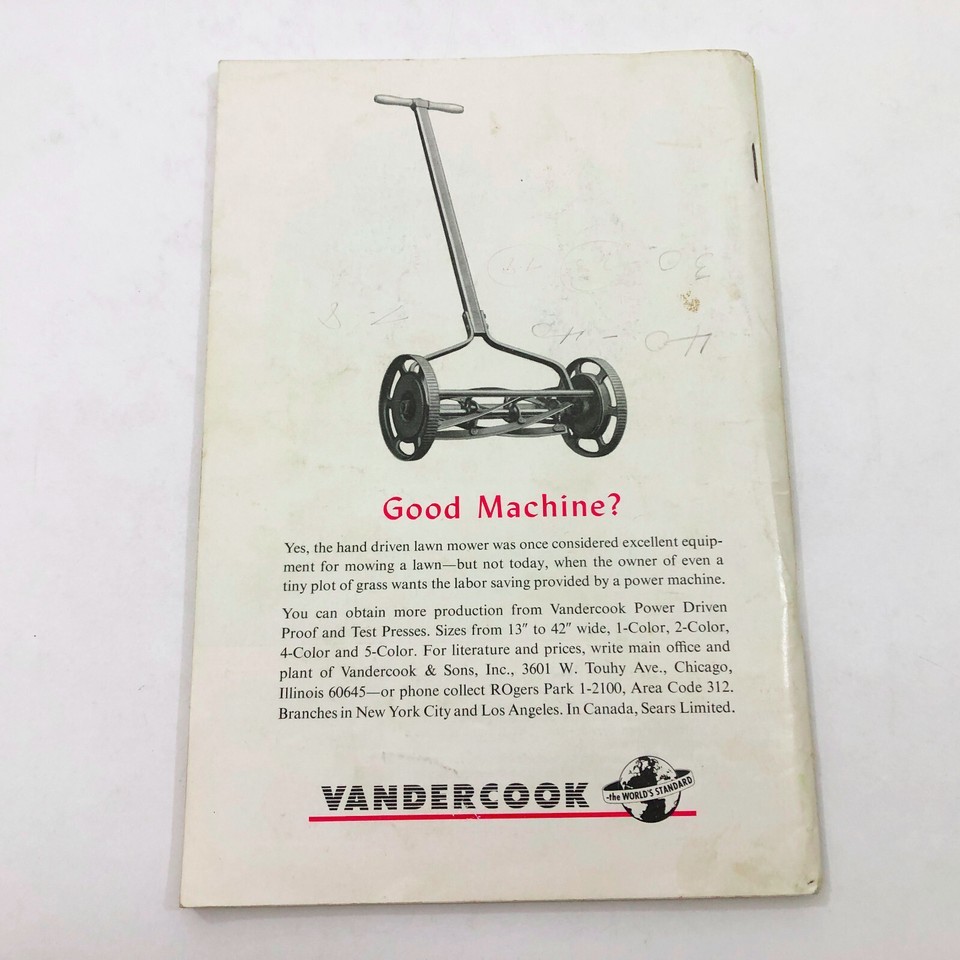 Good Machine?
Yes, the hand driven lawn mower was once considered excellent equip-
ment for mowing a lawn—but not today, when the owner of even a
tiny plot of grass wants the labor saving provided by a power machine.
You can obtain more production from Vandercook Power Driven
Proof and Test Presses. Sizes from 13″ to 42″ wide, 1-Color, 2-Color,
4-Color and 5-Color. For literature and prices, write main office and
plant of Vandercook & Sons, Inc., 3601 W. Touhy Ave., Chicago,
Illinois 60645—or phone collect ROgers Park 1-2100, Area Code 312.
Branches in New York City and Los Angeles. In Canada, Sears Limited.
VANDERCOOK
-the WORLD'S STANDARD